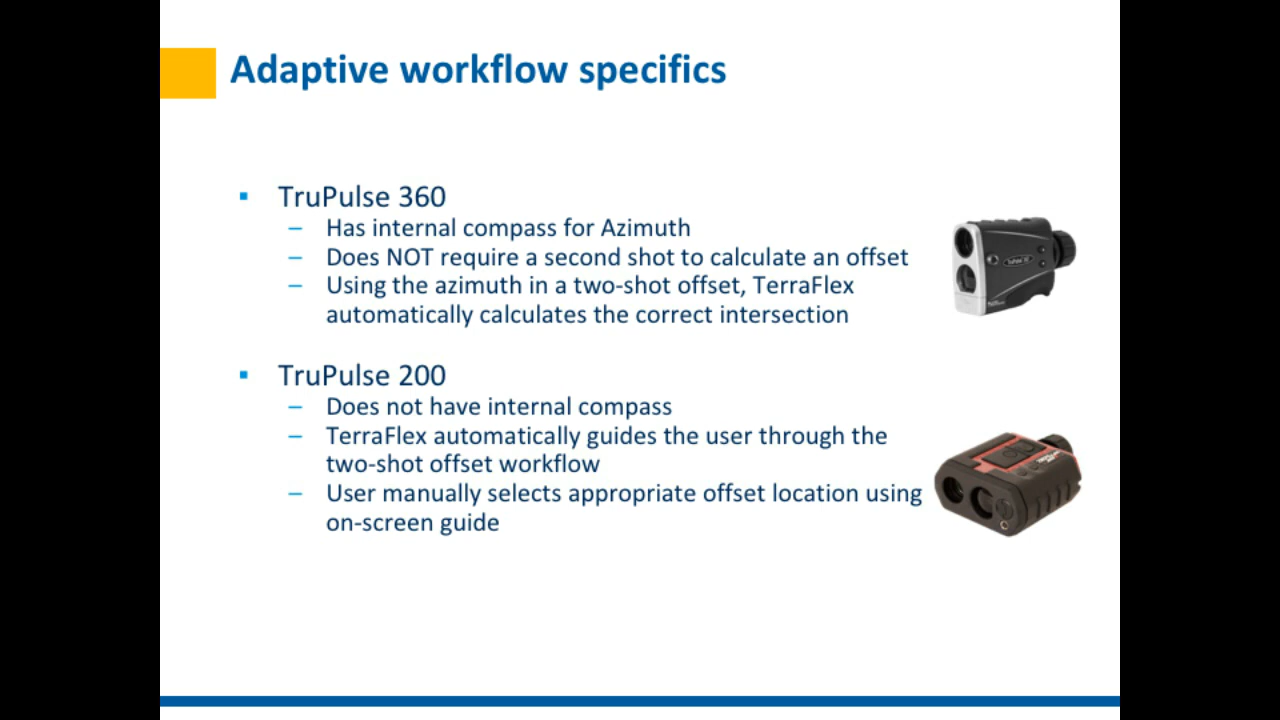 Adaptive workflow specifics
▪ TruPulse 360
– Has internal compass for Azimuth
– Does NOT require a second shot to calculate an offset
– Using the azimuth in a two-shot offset, TerraFlex
automatically calculates the correct intersection
▪ TruPulse 200
– Does not have internal compass
– TerraFlex automatically guides the user through the
two-shot offset workflow
– User manually selects appropriate offset location using
on-screen guide